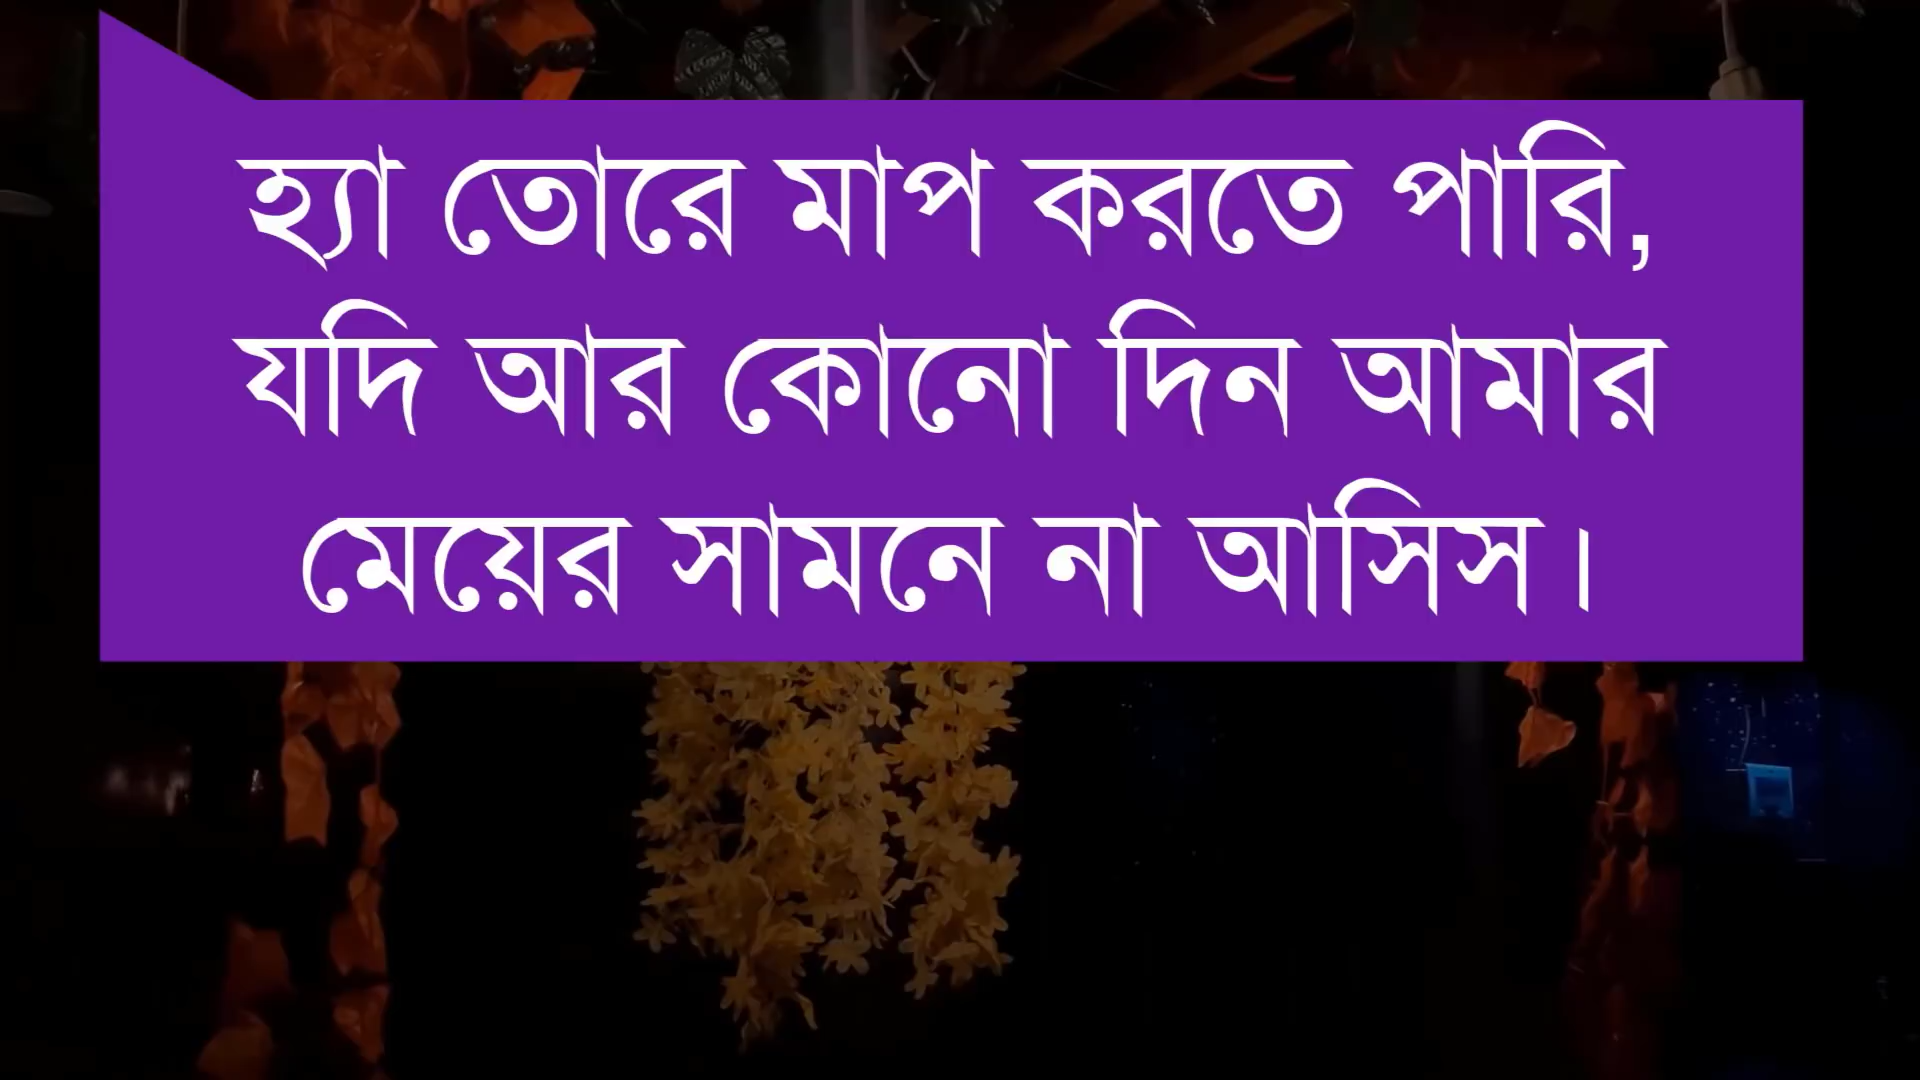 হ্যা তোরে মাপ করতে পারি,
যদি আর কোনো দিন আমার
মেয়ের সামনে না আসিস।